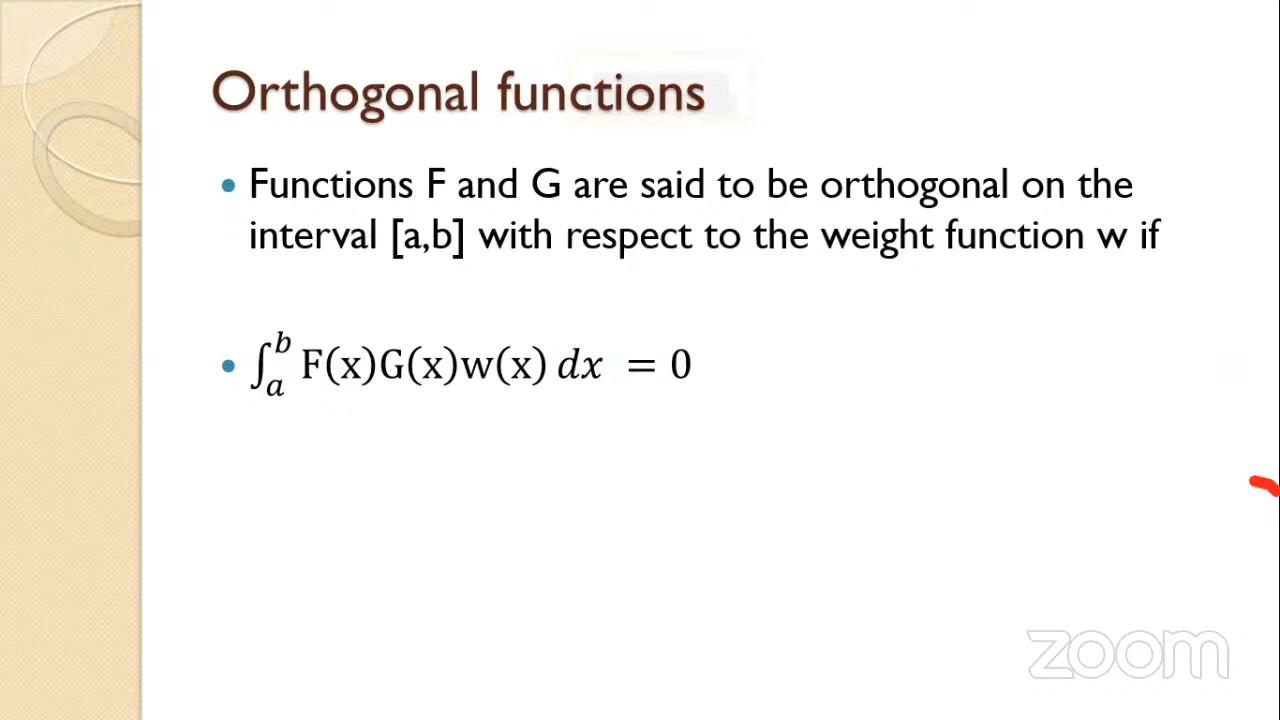 Orthogonal functions
• Functions F and G are said to be orthogonal on the
interval [a,b] with respect to the weight function w if
• ∫_a^b F(x)G(x)w(x) dx = 0
zoom